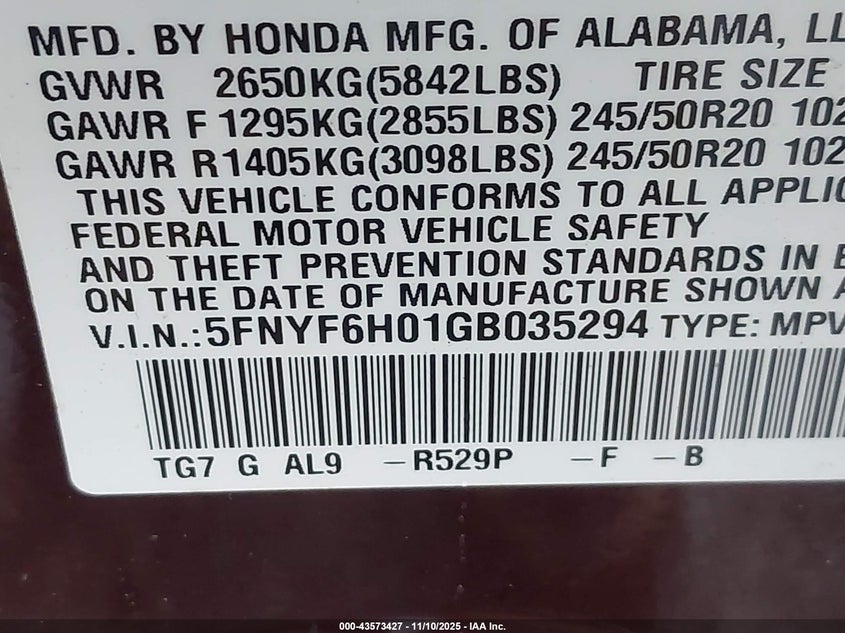 MFD. BY HONDA MFG. OF ALABAMA, LL
GVWR 2650KG(5842LBS) TIRE SIZE
GAWR F 1295KG(2855LBS) 245/50R20 102
GAWR R1405KG(3098LBS) 245/50R20 102
THIS VEHICLE CONFORMS TO ALL APPLIC
FEDERAL MOTOR VEHICLE SAFETY
AND THEFT PREVENTION STANDARDS IN E
ON THE DATE OF MANUFACTURE SHOWN A
V.I.N.:5FNYF6H01GB035294 TYPE: MPV
TG7 G AL9 –R529P –F –B
000-43573427 - 11/10/2025 - IAA Inc.